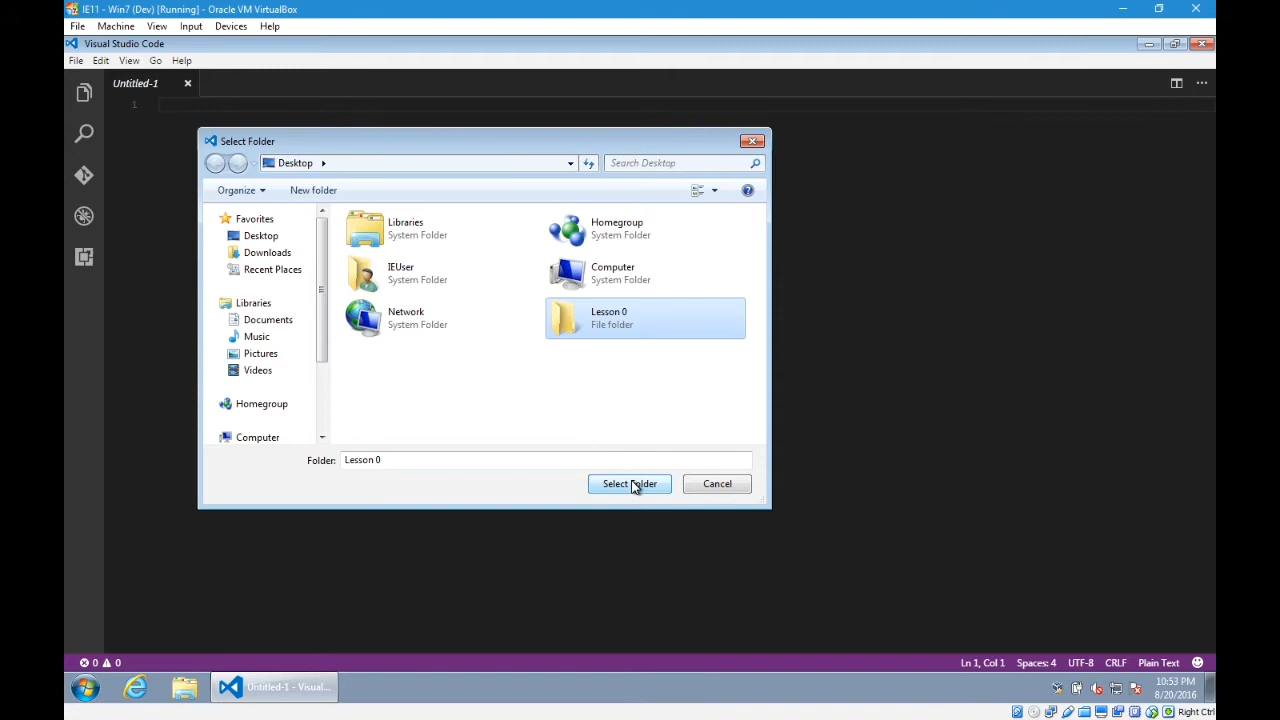 IE11 - Win7 (Dev) [Running] - Oracle VM VirtualBox
File Machine View Input Devices Help
Visual Studio Code
File Edit View Go Help
Untitled-1
1
Select Folder
Desktop
Search Desktop
Organize New folder
Favorites
Desktop
Downloads
Recent Places
Libraries
Documents
Music
Pictures
Videos
Homegroup
Computer
Libraries
System Folder
Homegroup
System Folder
IEUser
System Folder
Computer
System Folder
Network
System Folder
Lesson 0
File folder
Folder: Lesson 0
Select Folder Cancel
0 0 Ln 1, Col 1 Spaces: 4 UTF-8 CRLF Plain Text
Untitled-1 - Visual...
10:53 PM
8/20/2016
Right Ctrl